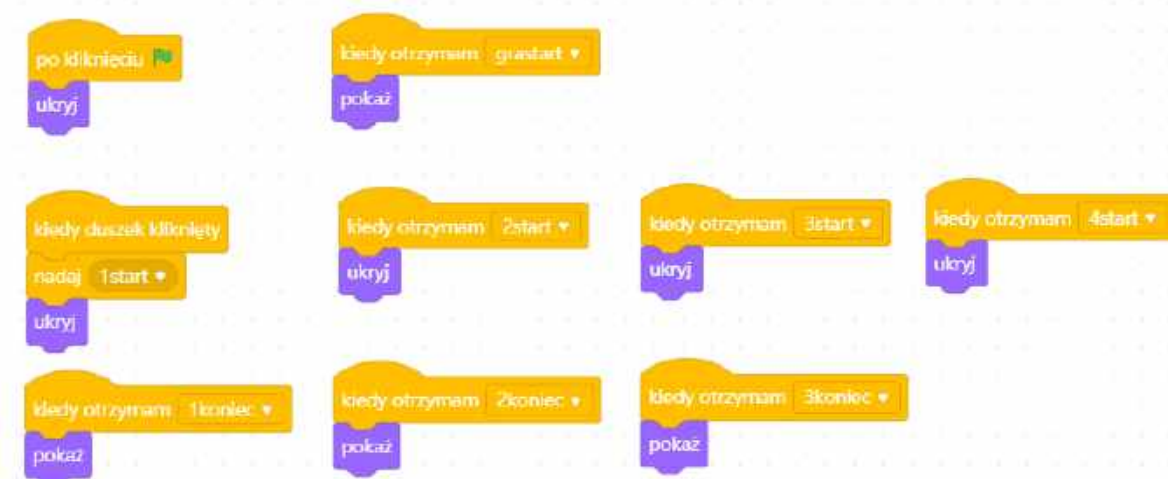 po kliknięciu
ukryj
kiedy otrzymam grastart
pokaż
kiedy duszek kliknięty
nadaj 1start
ukryj
kiedy otrzymam 2start
ukryj
kiedy otrzymam 3start
ukryj
kiedy otrzymam 4start
ukryj
kiedy otrzymam 1koniec
pokaż
kiedy otrzymam 2koniec
pokaż
kiedy otrzymam 3koniec
pokaż